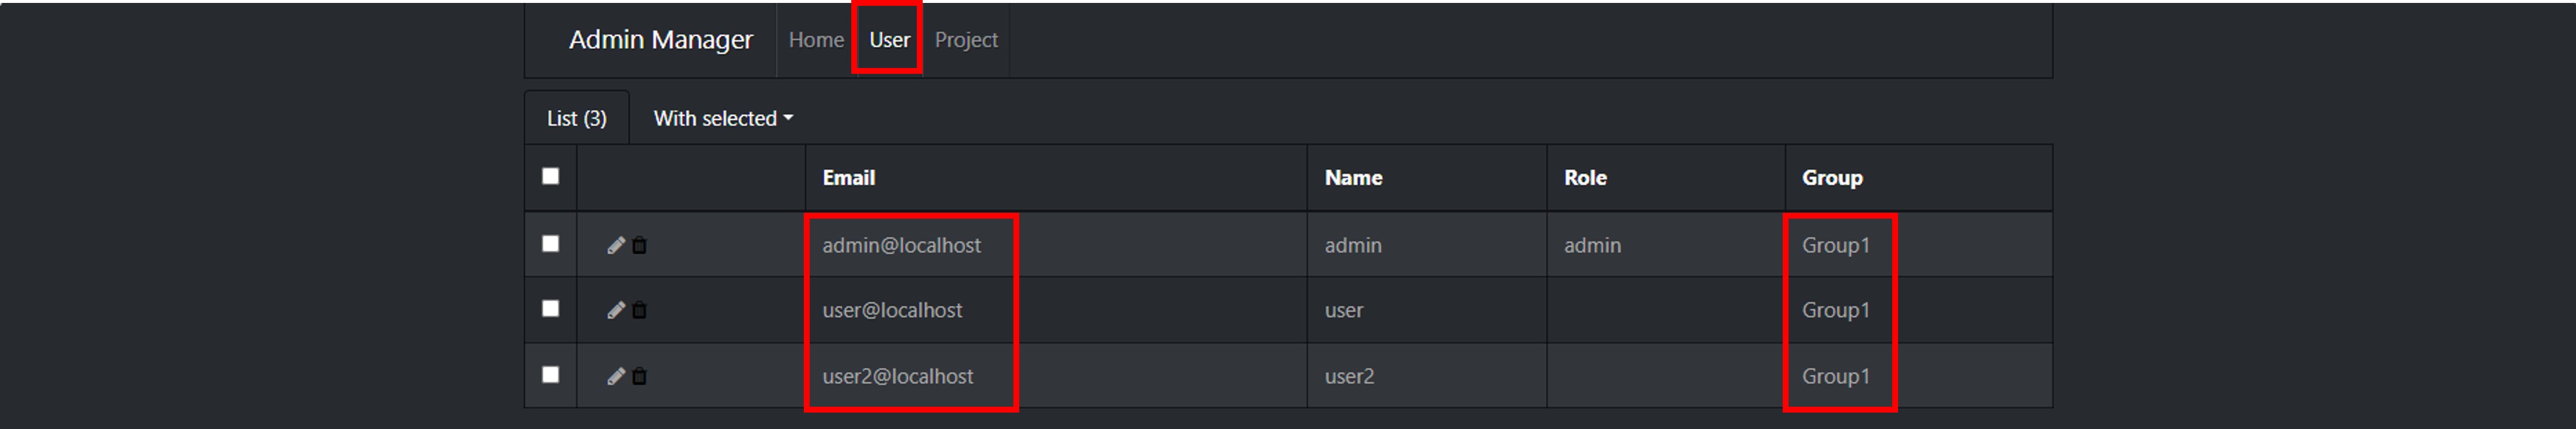 Admin Manager Home User Project
List (3) With selected
Email Name Role Group
admin@localhost admin admin Group1
user@localhost user Group1
user2@localhost user2 Group1